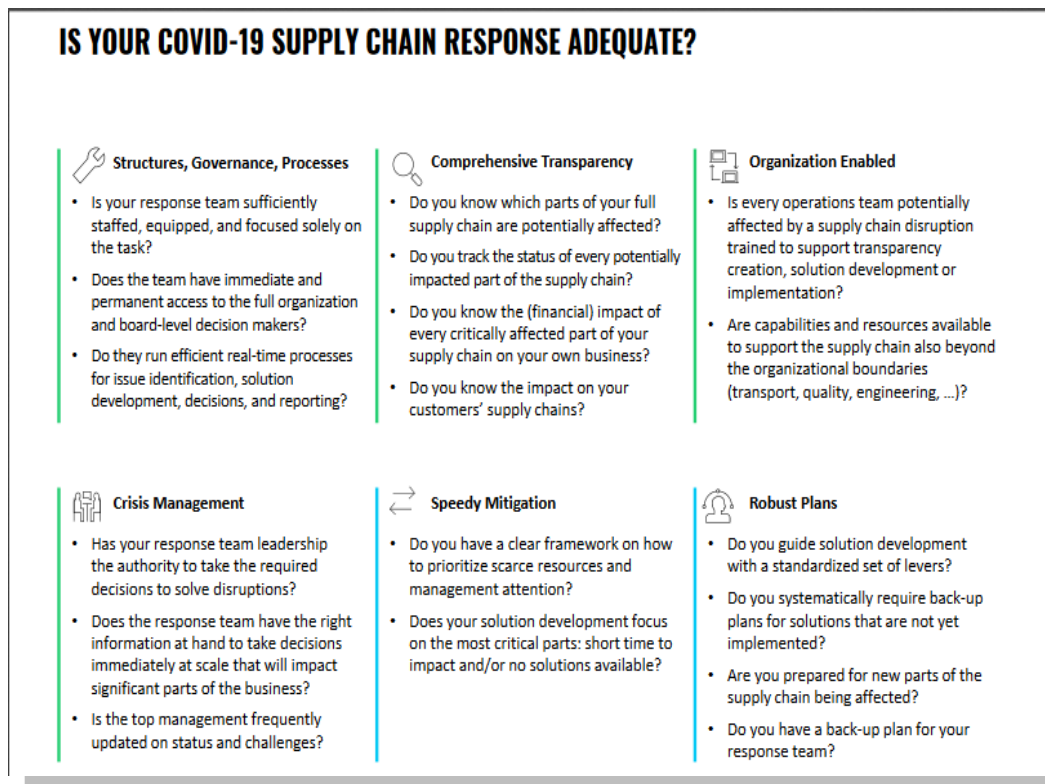 IS YOUR COVID-19 SUPPLY CHAIN RESPONSE ADEQUATE?
Structures, Governance, Processes
• Is your response team sufficiently
staffed, equipped, and focused solely on
the task?
• Does the team have immediate and
permanent access to the full organization
and board-level decision makers?
• Do they run efficient real-time processes
for issue identification, solution
development, decisions, and reporting?
Comprehensive Transparency
• Do you know which parts of your full
supply chain are potentially affected?
• Do you track the status of every potentially
impacted part of the supply chain?
• Do you know the (financial) impact of
every critically affected part of your
supply chain on your own business?
• Do you know the impact on your
customers’ supply chains?
Organization Enabled
• Is every operations team potentially
affected by a supply chain disruption
trained to support transparency
creation, solution development or
implementation?
• Are capabilities and resources available
to support the supply chain also beyond
the organizational boundaries
(transport, quality, engineering, ...)?
Crisis Management
• Has your response team leadership
the authority to take the required
decisions to solve disruptions?
• Does the response team have the right
information at hand to take decisions
immediately at scale that will impact
significant parts of the business?
• Is the top management frequently
updated on status and challenges?
Speedy Mitigation
• Do you have a clear framework on how
to prioritize scarce resources and
management attention?
• Does your solution development focus
on the most critical parts: short time to
impact and/or no solutions available?
Robust Plans
• Do you guide solution development
with a standardized set of levers?
• Do you systematically require back-up
plans for solutions that are not yet
implemented?
• Are you prepared for new parts of the
supply chain being affected?
• Do you have a back-up plan for your
response team?